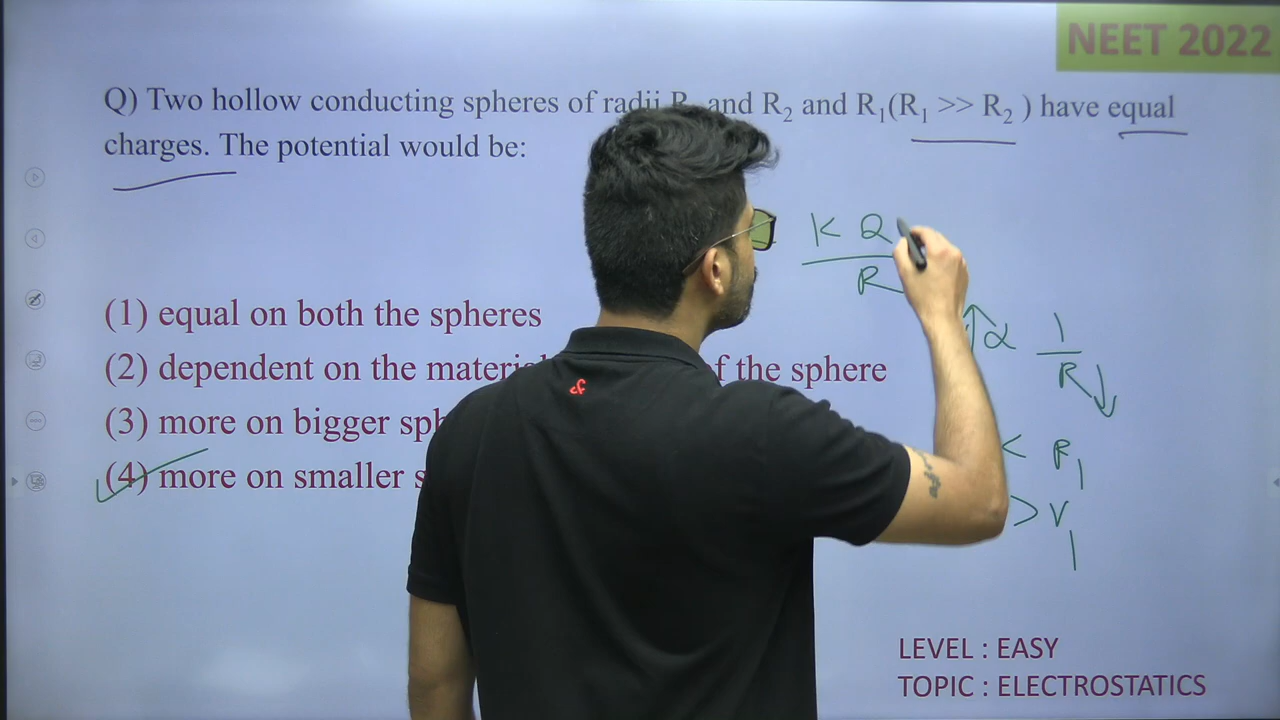 NEET 2022
Q) Two hollow conducting spheres of radii R and R₂ and R₁(R₁ >> R₂ ) have equal
charges. The potential would be:
K Q
R
(1) equal on both the spheres
α 1
R
(2) dependent on the of the sphere
(3) more on bigger
< R₁
(4) more on smaller
> V₁
LEVEL : EASY
TOPIC : ELECTROSTATICS